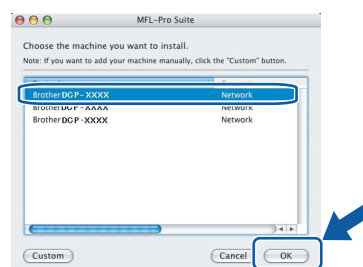 MFL-Pro Suite
Choose the machine you want to install.
Note: If you want to add your machine manually, click the "Custom" button.
Brother DCP-XXXX Network
Brother DCP-XXXX Network
Brother DCP-XXXX Network
Custom Cancel OK